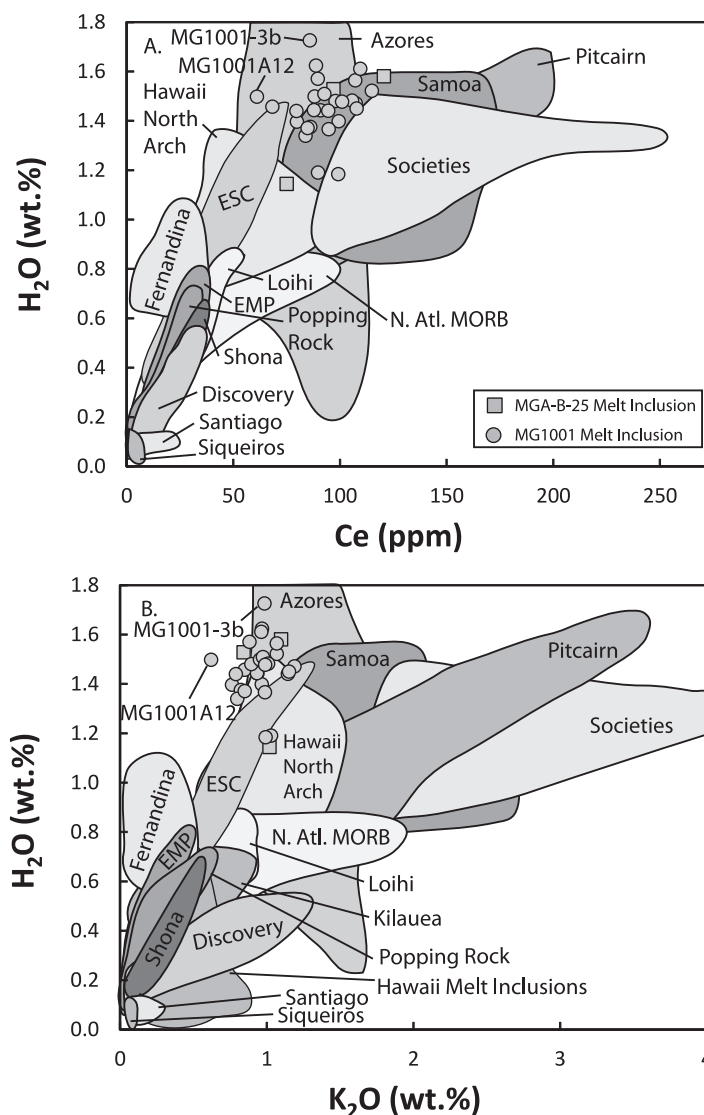 1.8
1.6
1.4
1.2
1.0
0.8
0.6
0.4
0.2
0.0
H₂O (wt.%)
A.
MG1001-3b
Azores
Pitcairn
MG1001A12
Samoa
Hawaii
North
Arch
Societies
ESC
Fernandina
Loihi
EMP
N. Atl. MORB
Popping
Rock
Shona
Discovery
MGA-B-25 Melt Inclusion
MG1001 Melt Inclusion
Santiago
Siqueiros
0 50 100 150 200 250
Ce (ppm)
1.8
1.6
1.4
1.2
1.0
0.8
0.6
0.4
0.2
0.0
H₂O (wt.%)
B.
Azores
MG1001-3b
Samoa
Pitcairn
MG1001A12
Societies
Hawaii
North
Arch
ESC
Fernandina
EMP
N. Atl. MORB
Loihi
Kilauea
Shona
Discovery
Popping Rock
Hawaii Melt Inclusions
Santiago
Siqueiros
0 1 2 3 4
K₂O (wt.%)